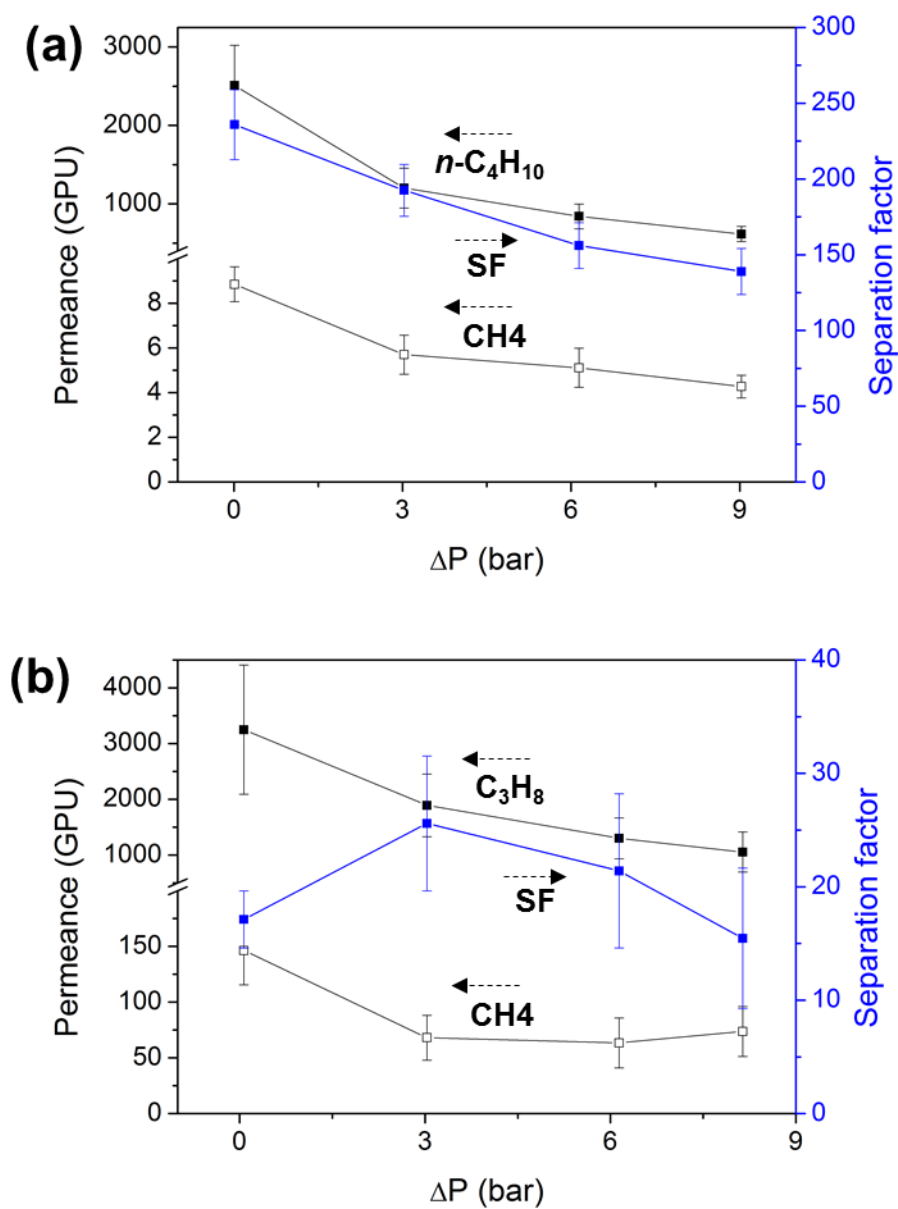 (a)
3000
2000
1000
8
6
4
2
0
Permeance (GPU)
n-C₄H₁₀
SF
CH4
300
250
200
150
100
50
0
Separation factor
0 3 6 9
ΔP (bar)
(b)
4000
3000
2000
1000
150
100
50
0
Permeance (GPU)
C₃H₈
SF
CH4
40
30
20
10
0
Separation factor
0 3 6 9
ΔP (bar)